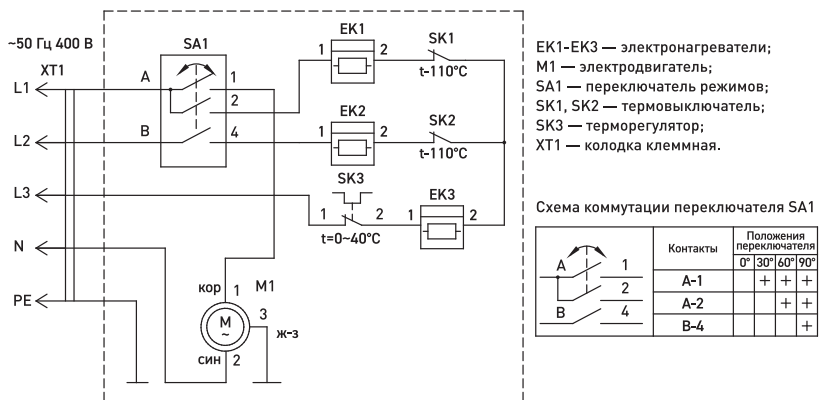 ~50 Гц 400 В
XT1
L1
L2
L3
N
PE
SA1
A
B
1
2
4
EK1
1
2
SK1
t-110°C
EK2
1
2
SK2
t-110°C
SK3
1
2
t=0~40°C
EK3
1
2
кор
1
M1
M
~
3
ж-з
син
2
EK1-EK3 — электронагреватели;
M1 — электродвигатель;
SA1 — переключатель режимов;
SK1, SK2 — термовыключатель;
SK3 — терморегулятор;
XT1 — колодка клеммная.
Схема коммутации переключателя SA1
A
1
2
B
4
Контакты
Положения
переключателя
0° 30° 60° 90°
A-1 + + +
A-2 + +
B-4 +